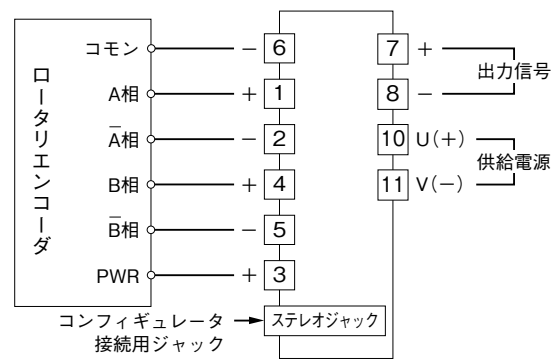 ロータリエンコーダ
コモン － 6
A相 ＋ 1
A̅相 － 2
B相 ＋ 4
B̅相 － 5
PWR ＋ 3
7 ＋
8 －
出力信号
10 U(＋)
11 V(－)
供給電源
コンフィギュレータ
接続用ジャック
ステレオジャック